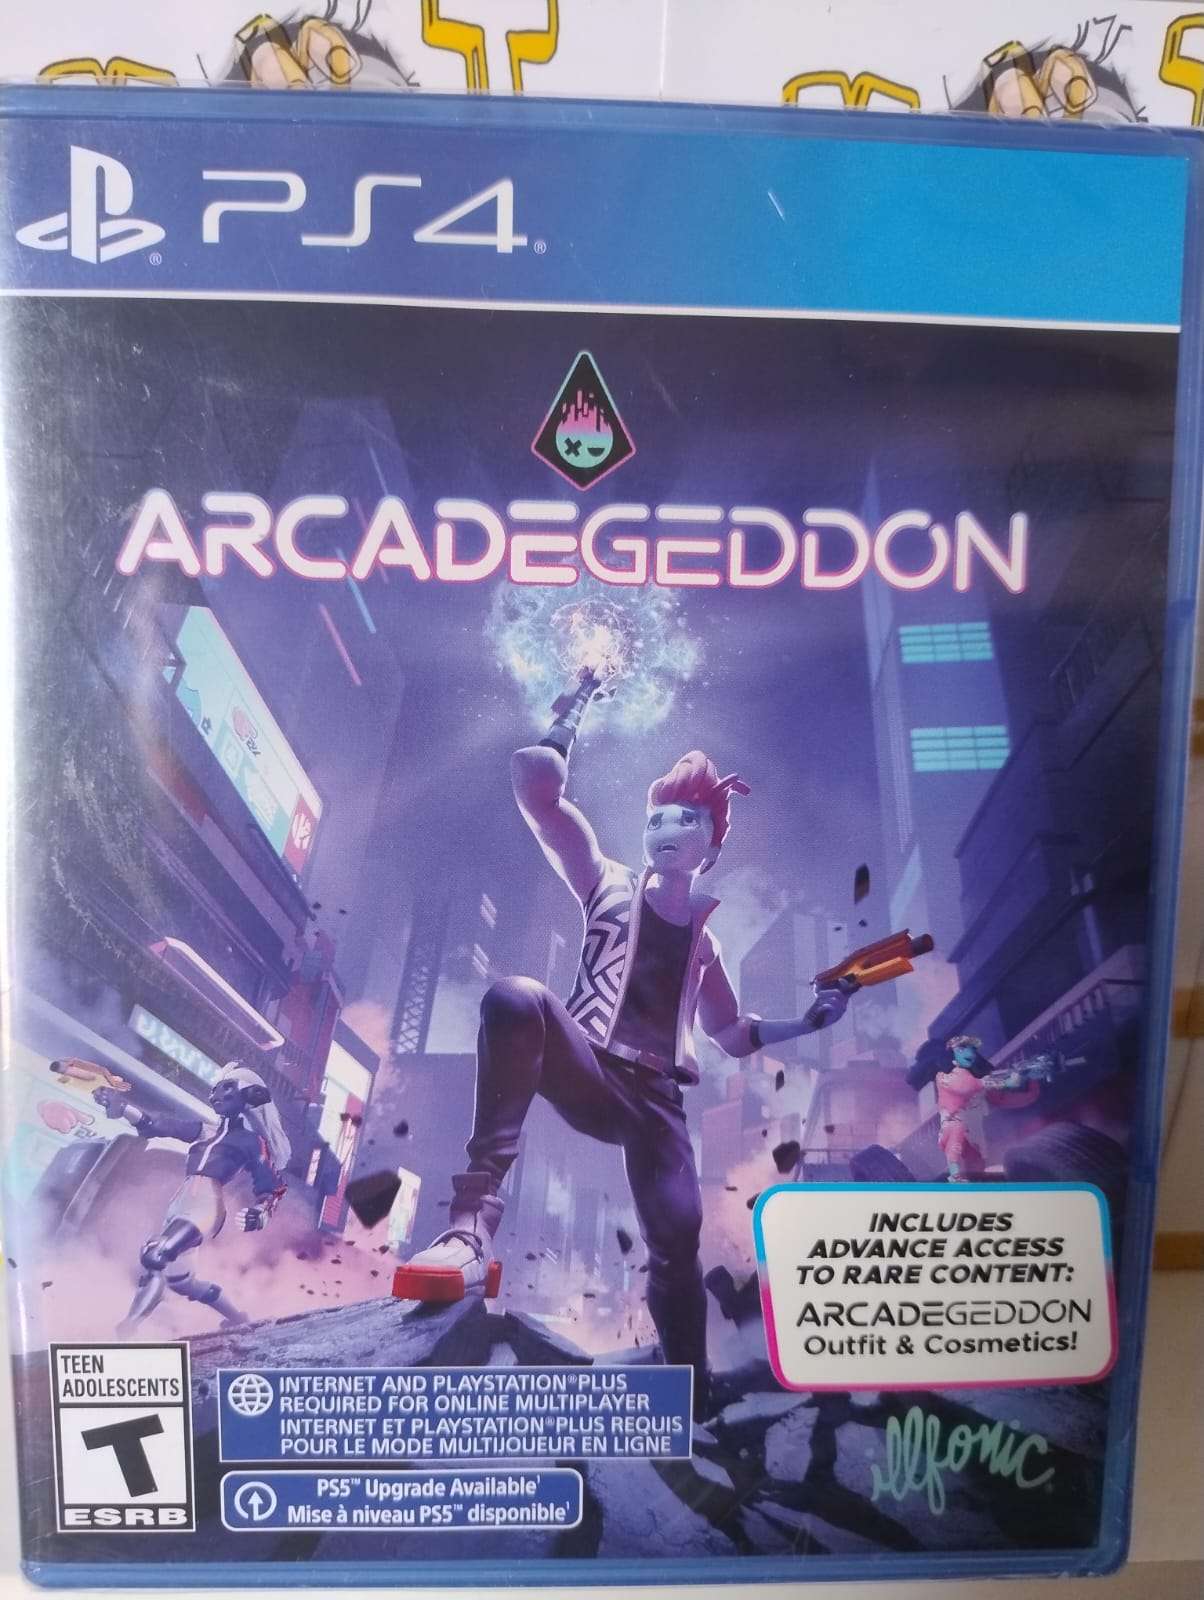 PS4
ARCADEGEDDON
INCLUDES
ADVANCE ACCESS
TO RARE CONTENT:
ARCADEGEDDON
Outfit & Cosmetics!
TEEN
ADOLESCENTS
T
ESRB
INTERNET AND PLAYSTATION®PLUS
REQUIRED FOR ONLINE MULTIPLAYER
INTERNET ET PLAYSTATION®PLUS REQUIS
POUR LE MODE MULTIJOUEUR EN LIGNE
PS5™ Upgrade Available¹
Mise à niveau PS5™ disponible¹
illfonic